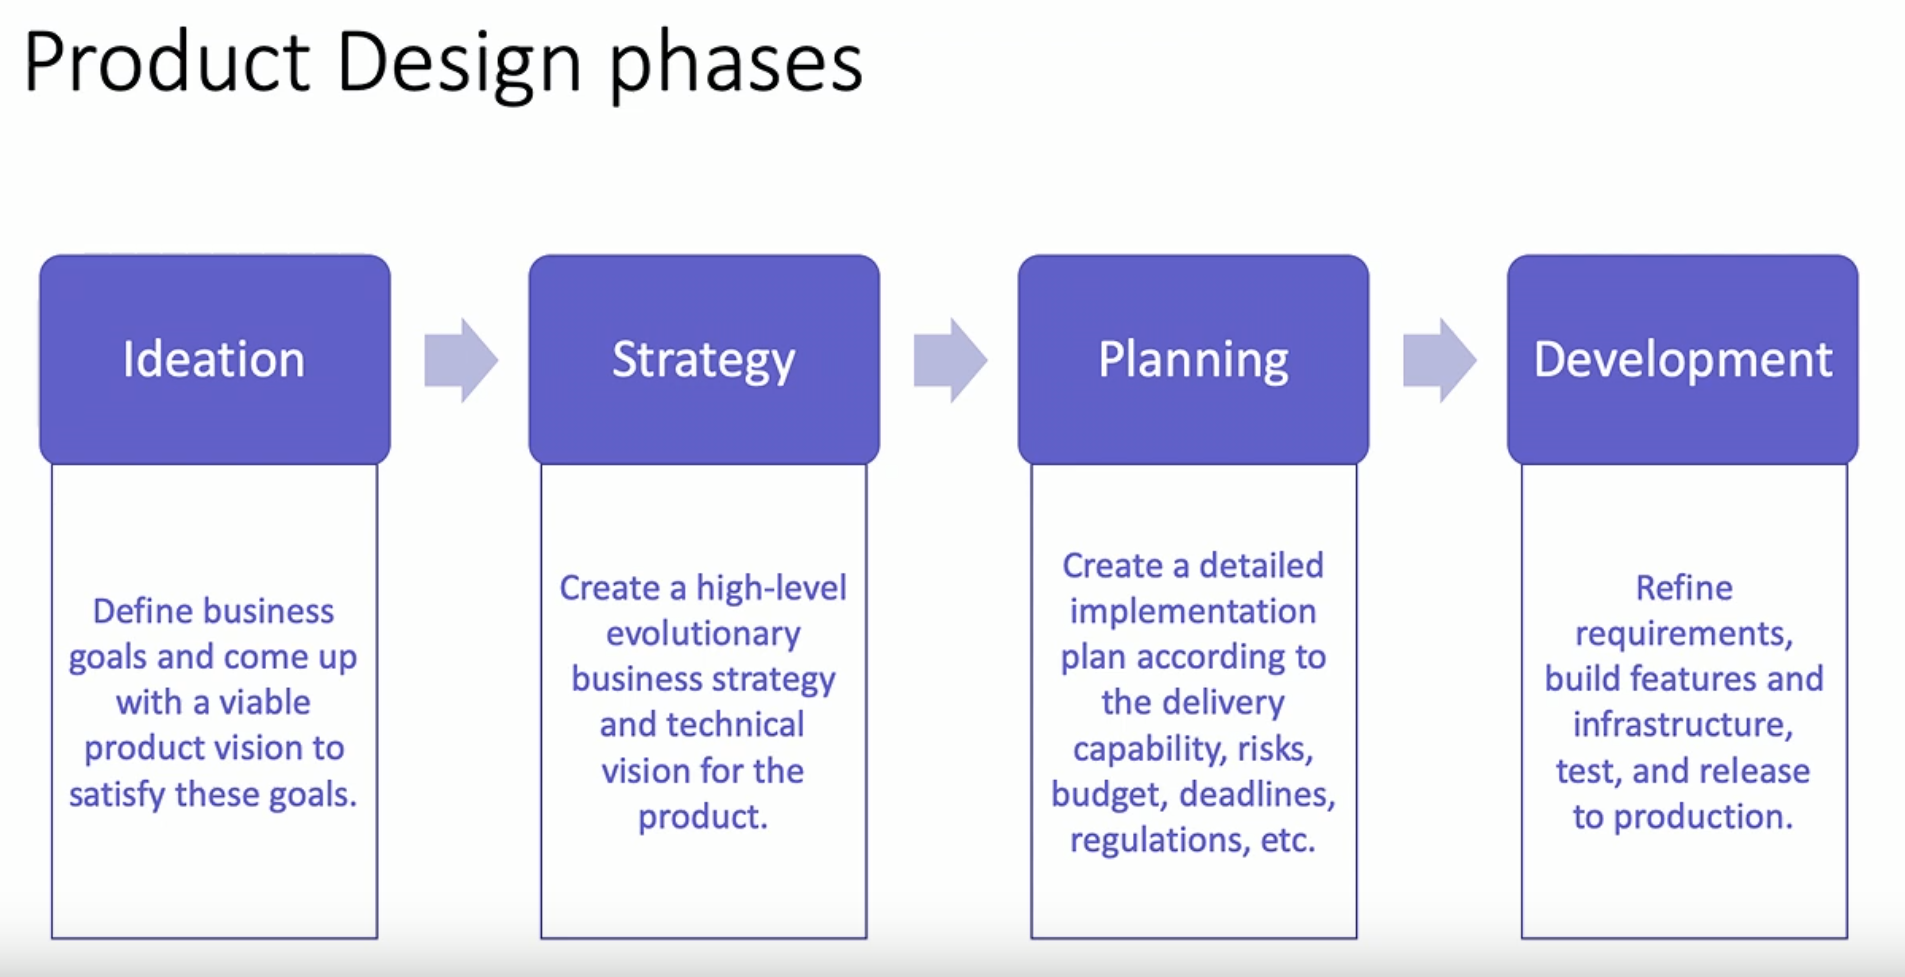 Product Design phases
Ideation
Strategy
Planning
Development
Define business
goals and come up
with a viable
product vision to
satisfy these goals.
Create a high-level
evolutionary
business strategy
and technical
vision for the
product.
Create a detailed
implementation
plan according to
the delivery
capability, risks,
budget, deadlines,
regulations, etc.
Refine
requirements,
build features and
infrastructure,
test, and release
to production.